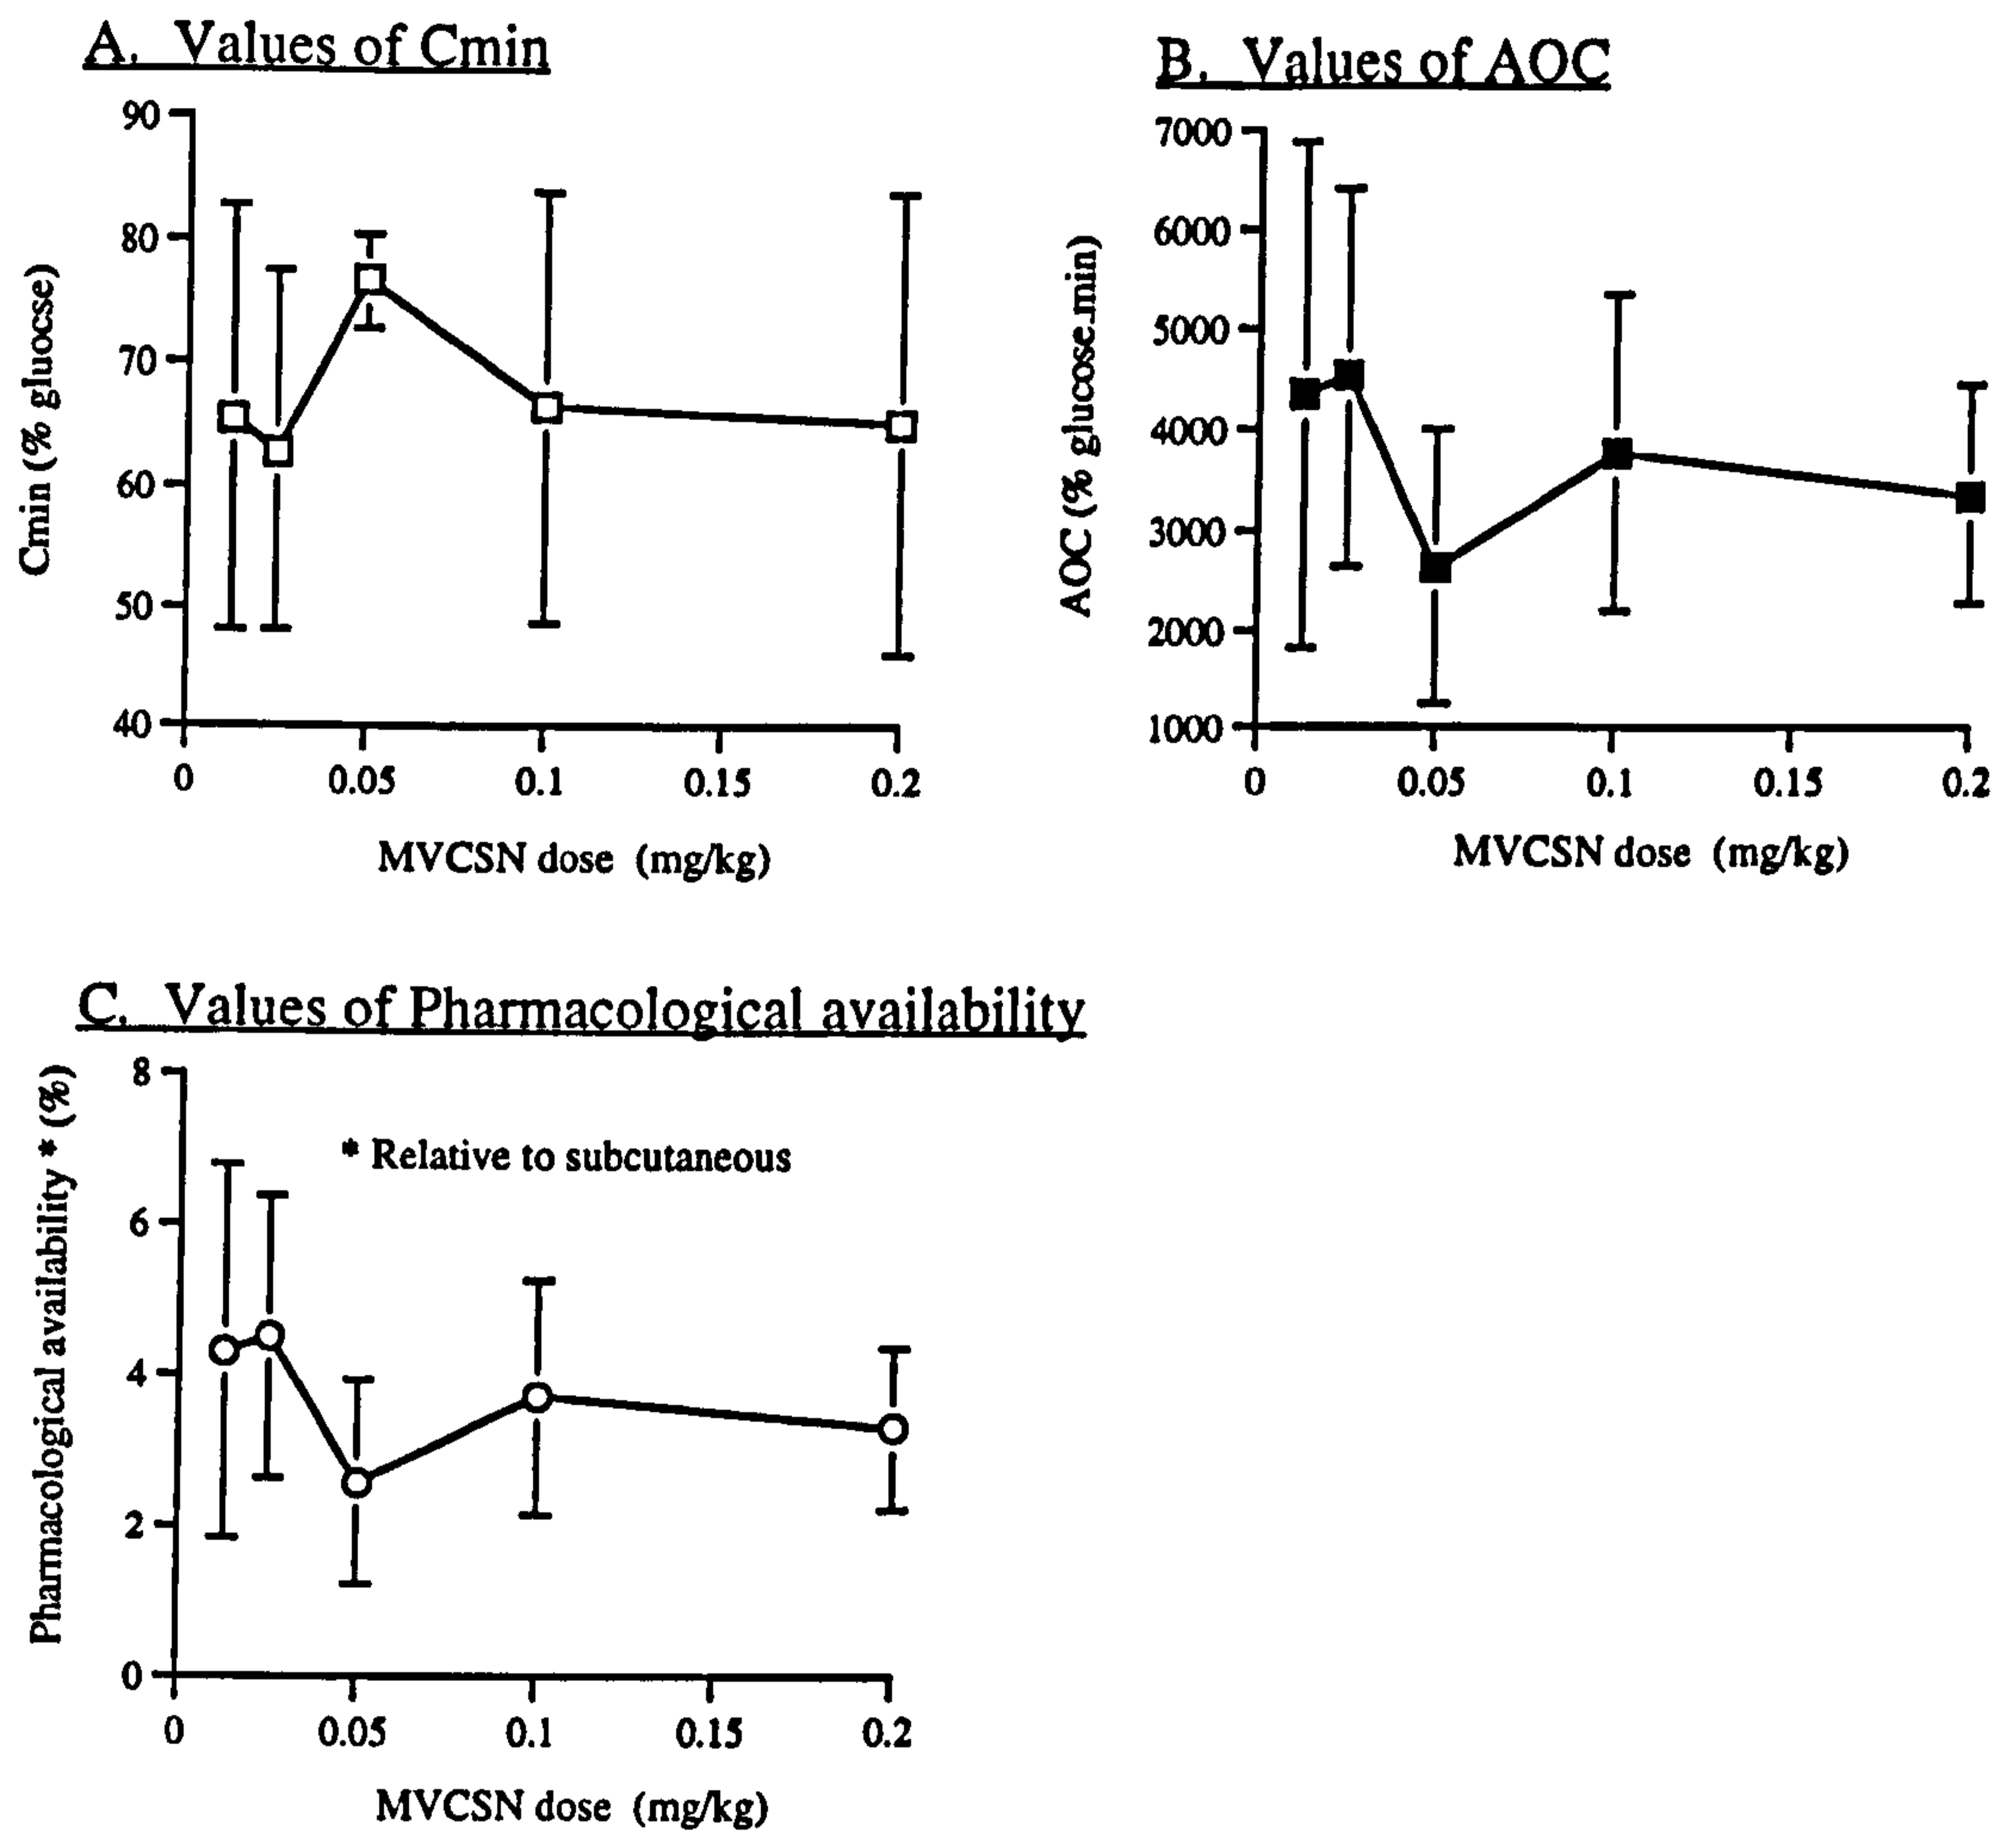 A. Values of Cmin
90
80
70
60
50
40
Cmin (% glucose)
0 0.05 0.1 0.15 0.2
MVCSN dose (mg/kg)
B. Values of AOC
7000
6000
5000
4000
3000
2000
1000
AOC (% glucose.min)
0 0.05 0.1 0.15 0.2
MVCSN dose (mg/kg)
C. Values of Pharmacological availability
8
6
4
2
0
Pharmacological availability * (%)
* Relative to subcutaneous
0 0.05 0.1 0.15 0.2
MVCSN dose (mg/kg)